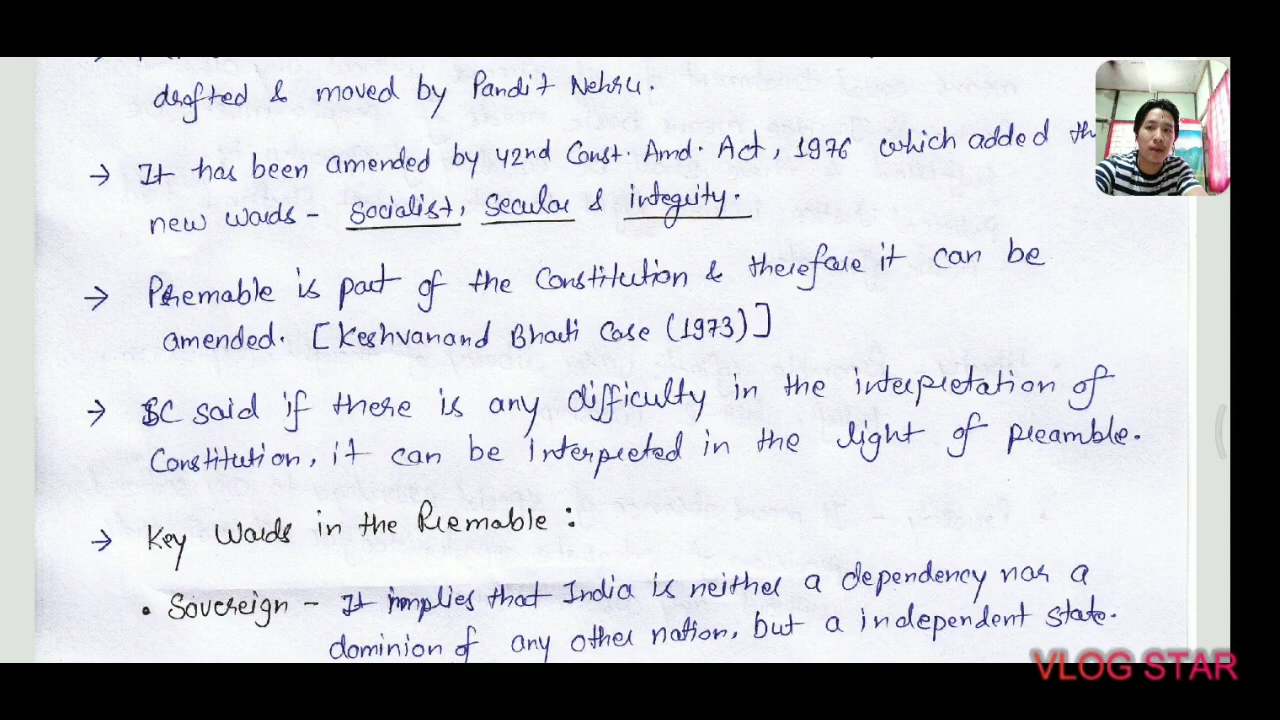 drafted & moved by Pandit Nehru.
→ It has been amended by 42nd Const. Amd. Act, 1976 which added th
new words - Socialist, Secular & integrity.
→ Premable is part of the Constitution & therefore it can be
amended. [Keshvanand Bharti Case (1973)]
→ SC said if there is any difficulty in the interpretation of
Constitution, it can be interpreted in the light of preamble.
→ Key Words in the Premable :
• Sovereign - It implies that India is neither a dependency nor a
dominion of any other nation, but a independent state.
VLOG STAR